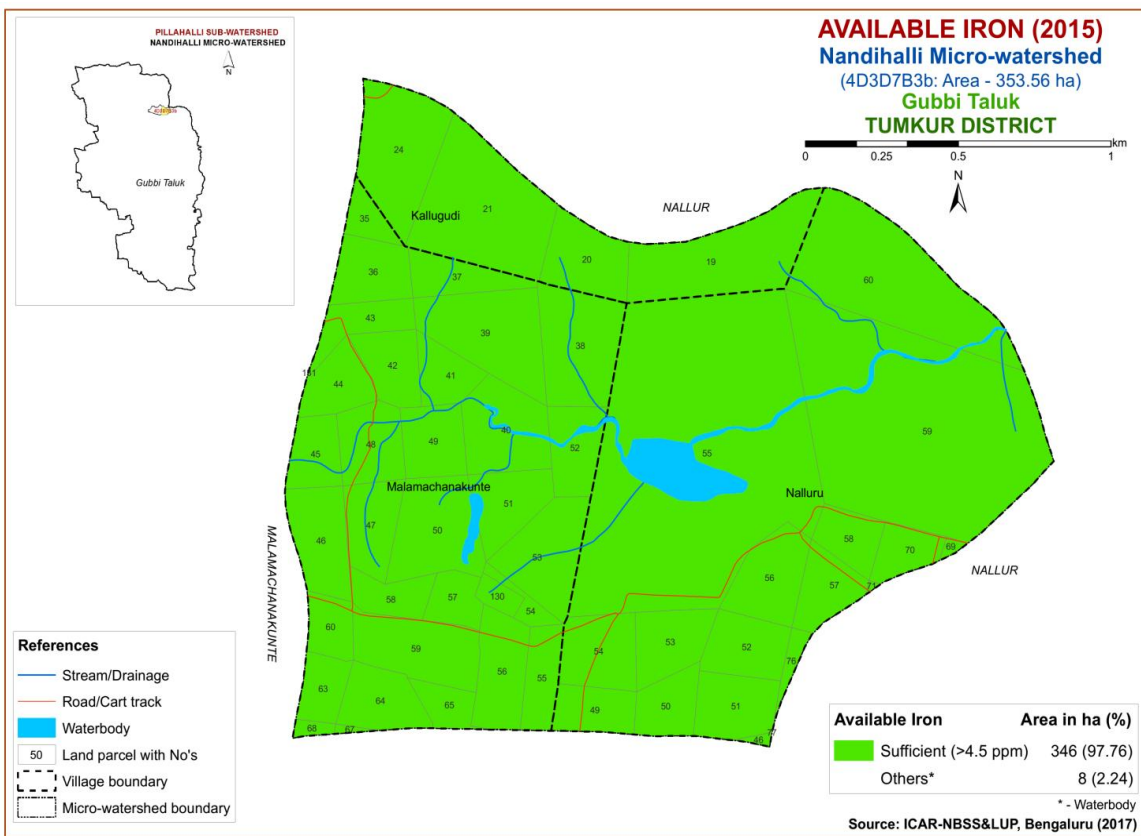 PILLAHALLI SUB-WATERSHED
NANDIHALLI MICRO-WATERSHED
N
Gubbi Taluk
AVAILABLE IRON (2015)
Nandihalli Micro-watershed
(4D3D7B3b: Area - 353.56 ha)
Gubbi Taluk
TUMKUR DISTRICT
km
0 0.25 0.5 1
N
24
21
35
Kallugudi
NALLUR
20
19
60
36
37
43
39
38
42
41
44
40
48
49
52
45
59
55
Malamachanakunte
Nalluru
51
50
47
46
53
58
70
69
NALLUR
MALAMACHANAKUNTE
58
57
130
54
56
57
71
60
59
54
53
52
76
56
55
63
64
65
49
50
51
68
67
46
77
References
Stream/Drainage
Road/Cart track
Waterbody
50 Land parcel with No's
Village boundary
Micro-watershed boundary
Available Iron Area in ha (%)
Sufficient (>4.5 ppm) 346 (97.76)
Others* 8 (2.24)
* - Waterbody
Source: ICAR-NBSS&LUP, Bengaluru (2017)